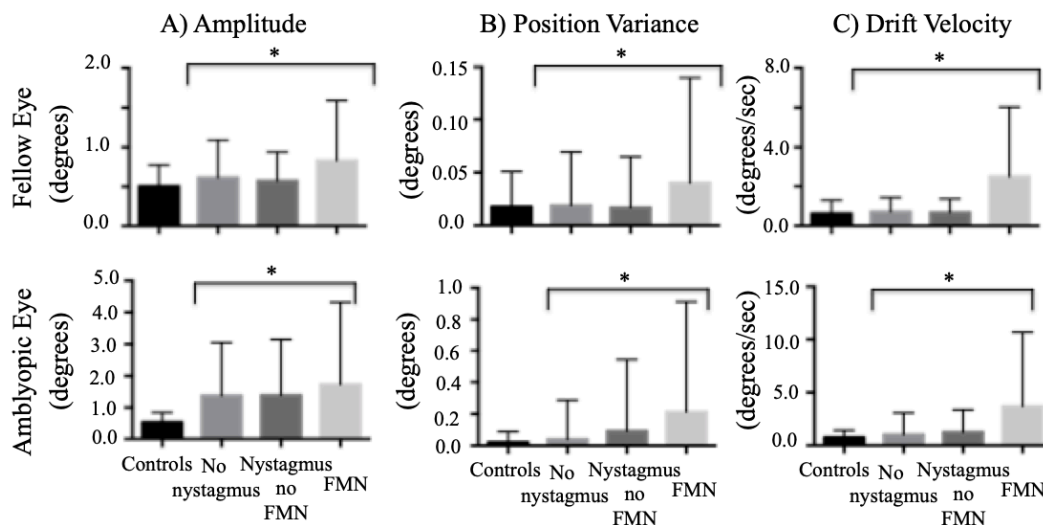 A) Amplitude
B) Position Variance
C) Drift Velocity
Fellow Eye
(degrees)
2.0
1.0
0.0
*
(degrees)
0.15
0.10
0.05
0.0
*
(degrees/sec)
8.0
4.0
0.0
*
Amblyopic Eye
(degrees)
5.0
4.0
3.0
2.0
1.0
0.0
*
(degrees)
1.0
0.8
0.6
0.4
0.2
0.0
*
(degrees/sec)
15.0
10.0
5.0
0.0
*
Controls
No
nystagmus
Nystagmus
no
FMN
FMN
Controls
No
nystagmus
Nystagmus
no
FMN
FMN
Controls
No
nystagmus
Nystagmus
no
FMN
FMN